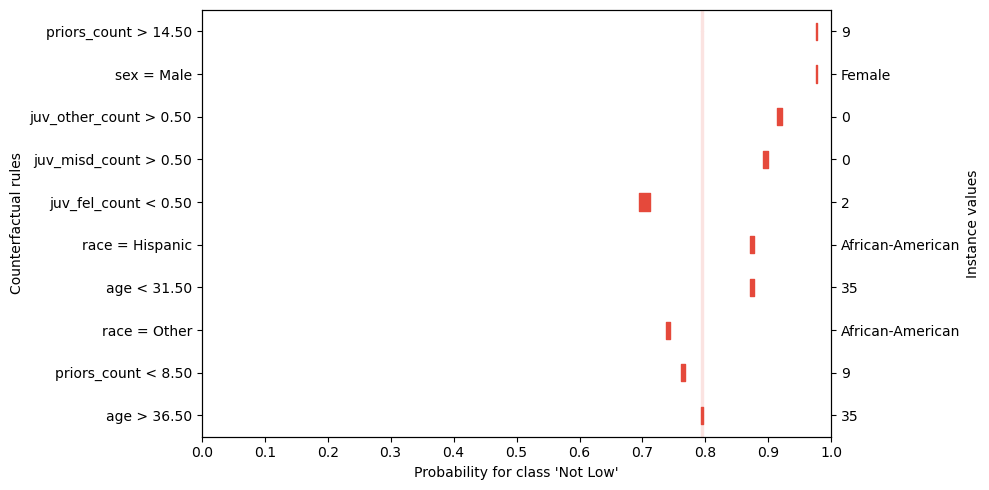 priors_count > 14.50 9
sex = Male Female
juv_other_count > 0.50 0
juv_misd_count > 0.50 0
juv_fel_count < 0.50 2
race = Hispanic African-American
age < 31.50 35
race = Other African-American
priors_count < 8.50 9
age > 36.50 35
Counterfactual rules
Instance values
0.0 0.1 0.2 0.3 0.4 0.5 0.6 0.7 0.8 0.9 1.0
Probability for class 'Not Low'